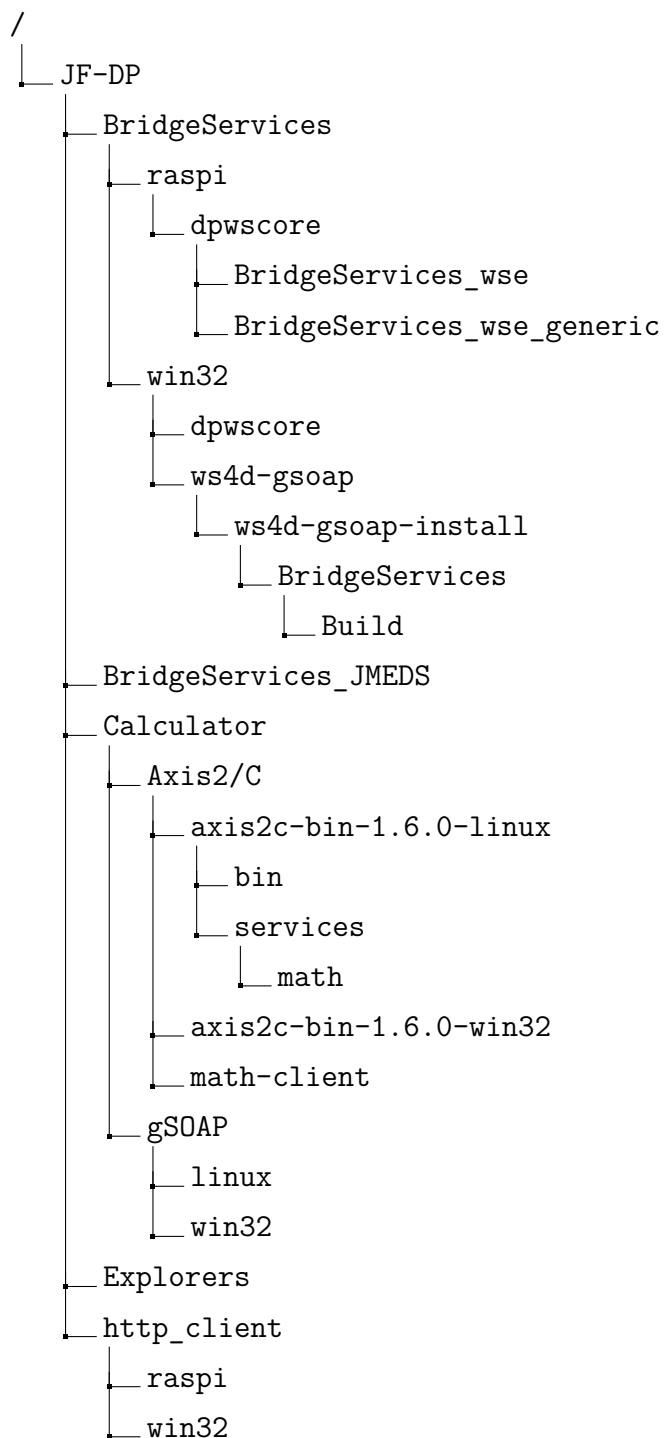 /
JF-DP
BridgeServices
raspi
dpwscore
BridgeServices_wse
BridgeServices_wse_generic
win32
dpwscore
ws4d-gsoap
ws4d-gsoap-install
BridgeServices
Build
BridgeServices_JMEDS
Calculator
Axis2/C
axis2c-bin-1.6.0-linux
bin
services
math
axis2c-bin-1.6.0-win32
math-client
gSOAP
linux
win32
Explorers
http_client
raspi
win32